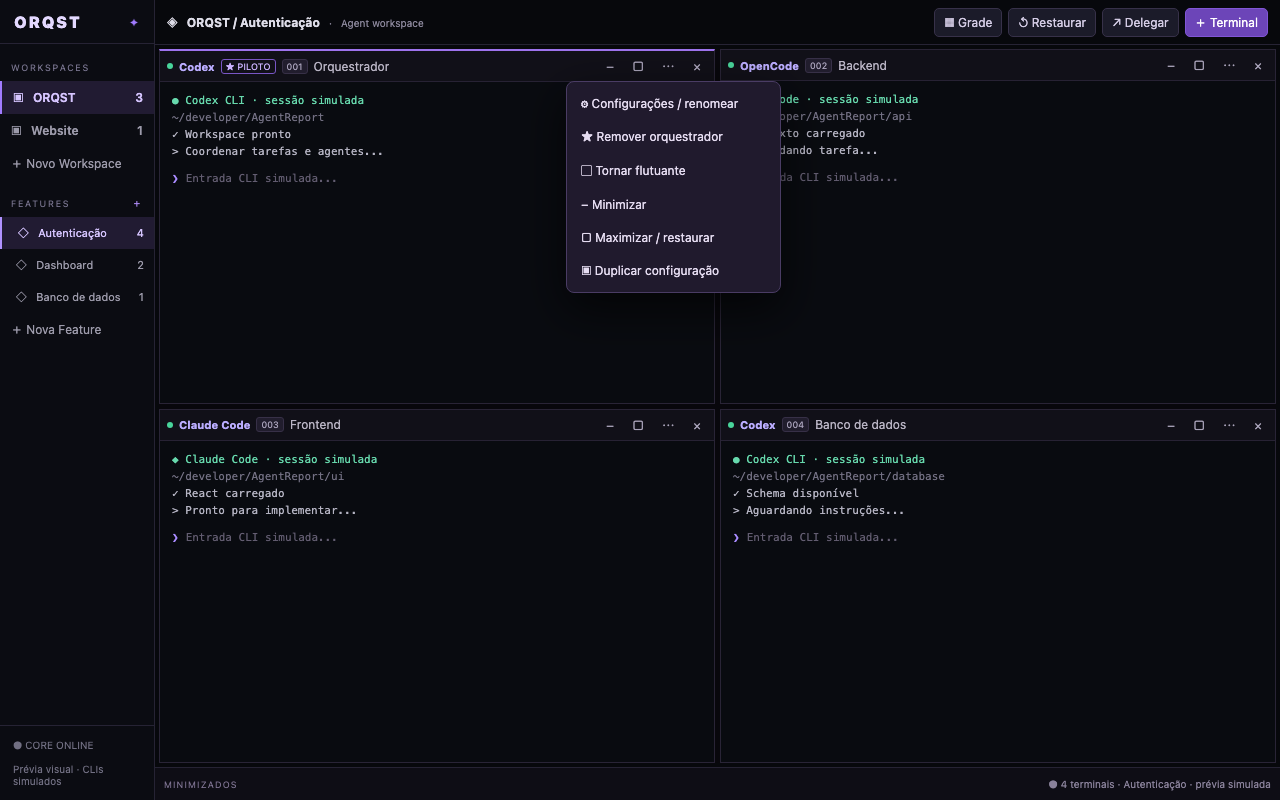 ORQST
ORQST / Autenticação · Agent workspace
Grade
Restaurar
Delegar
+ Terminal
WORKSPACES
ORQST 3
Website 1
+ Novo Workspace
FEATURES +
Autenticação 4
Dashboard 2
Banco de dados 1
+ Nova Feature
CORE ONLINE
Prévia visual · CLIs
simulados
Codex ★ PILOTO 001 Orquestrador
● Codex CLI · sessão simulada
~/developer/AgentReport
✓ Workspace pronto
> Coordenar tarefas e agentes...
❯ Entrada CLI simulada...
Configurações / renomear
★ Remover orquestrador
Tornar flutuante
– Minimizar
Maximizar / restaurar
Duplicar configuração
OpenCode 002 Backend
ode · sessão simulada
per/AgentReport/api
xto carregado
dando tarefa...
da CLI simulada...
Claude Code 003 Frontend
◆ Claude Code · sessão simulada
~/developer/AgentReport/ui
✓ React carregado
> Pronto para implementar...
❯ Entrada CLI simulada...
Codex 004 Banco de dados
● Codex CLI · sessão simulada
~/developer/AgentReport/database
✓ Schema disponível
> Aguardando instruções...
❯ Entrada CLI simulada...
MINIMIZADOS
4 terminais · Autenticação · prévia simulada